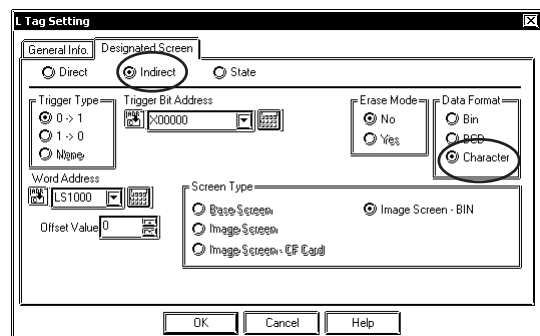 L Tag Setting
General Info. Designated Screen
Direct Indirect State
Trigger Type Trigger Bit Address Erase Mode Data Format
0 -> 1 X00000 No Bin
1 -> 0 Yes BCD
None Character
Word Address
LS1000 Screen Type
Base Screen Image Screen - BIN
Offset Value 0 Image Screen
Image Screen - CF Card
OK Cancel Help